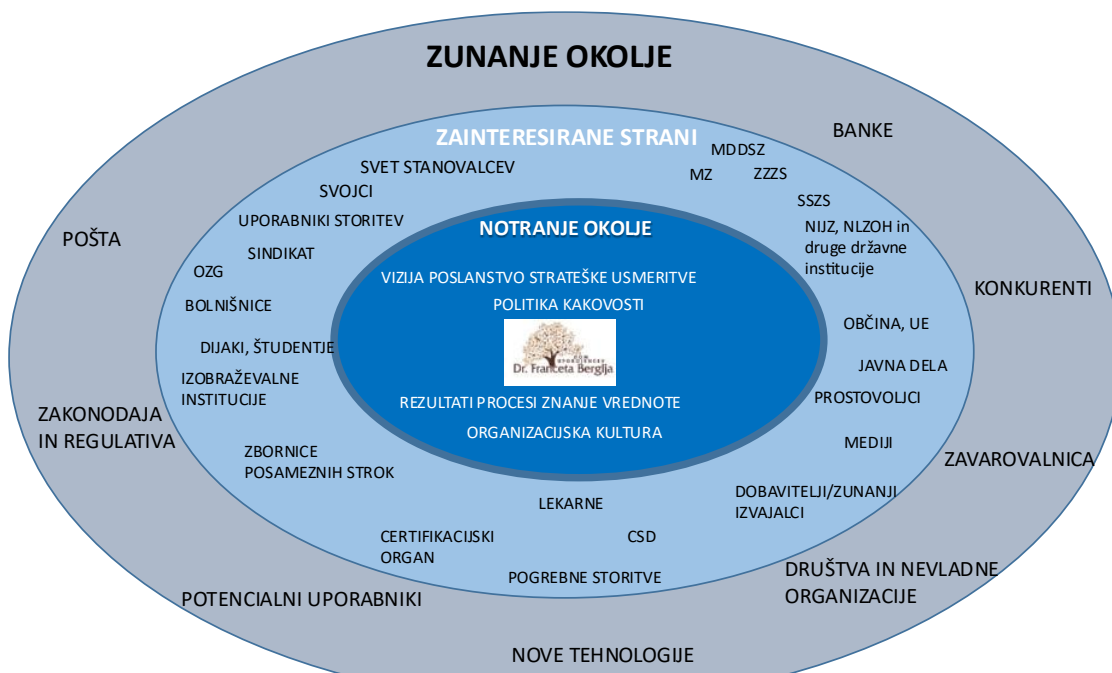 ZUNANJE OKOLJE
ZAINTERESIRANE STRANI
BANKE
MDDSZ
SVET STANOVALCEV
MZ
ZZZS
SVOJCI
SSZS
UPORABNIKI STORITEV
NOTRANJE OKOLJE
NIJZ, NLZOH in
druge državne
institucije
POŠTA
SINDIKAT
OZG
VIZIJA POSLANSTVO STRATEŠKE USMERITVE
KONKURENTI
BOLNIŠNICE
POLITIKA KAKOVOSTI
OBČINA, UE
DIJAKI, ŠTUDENTJE
DOM UPOKOJENCEV
Dr. Franceta Berglja
JAVNA DELA
IZOBRAŽEVALNE
INSTITUCIJE
REZULTATI PROCESI ZNANJE VREDNOTE
PROSTOVOLJCI
ZAKONODAJA
IN REGULATIVA
ORGANIZACIJSKA KULTURA
MEDIJI
ZBORNICE
POSAMEZNIH STROK
ZAVAROVALNICA
LEKARNE
DOBAVITELJI/ZUNANJI
IZVAJALCI
CERTIFIKACIJSKI
ORGAN
CSD
POGREBNE STORITVE
DRUŠTVA IN NEVLADNE
ORGANIZACIJE
POTENCIALNI UPORABNIKI
NOVE TEHNOLOGIJE